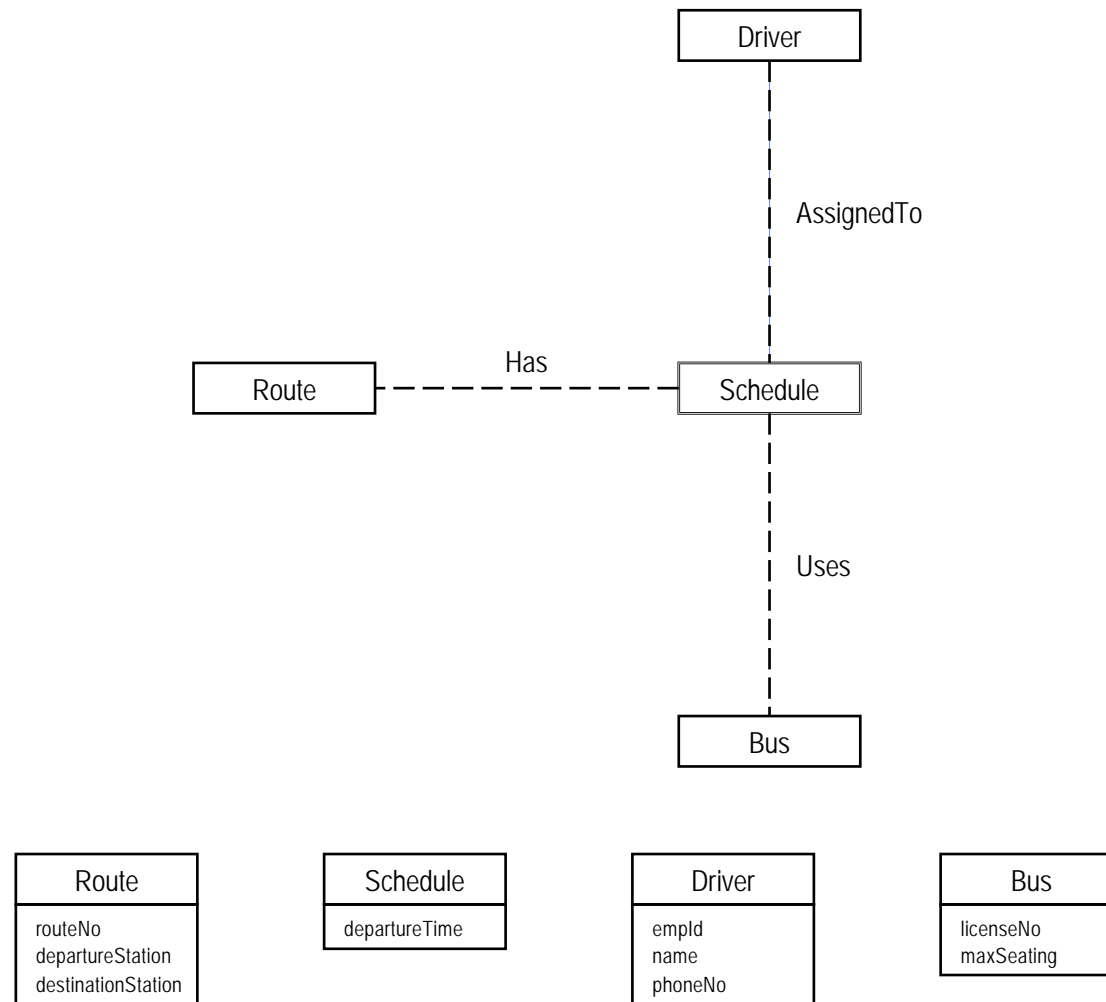 Driver
AssignedTo
Has
Route
Schedule
Uses
Bus
Route
routeNo
departureStation
destinationStation
Schedule
departureTime
Driver
empId
name
phoneNo
Bus
licenseNo
maxSeating